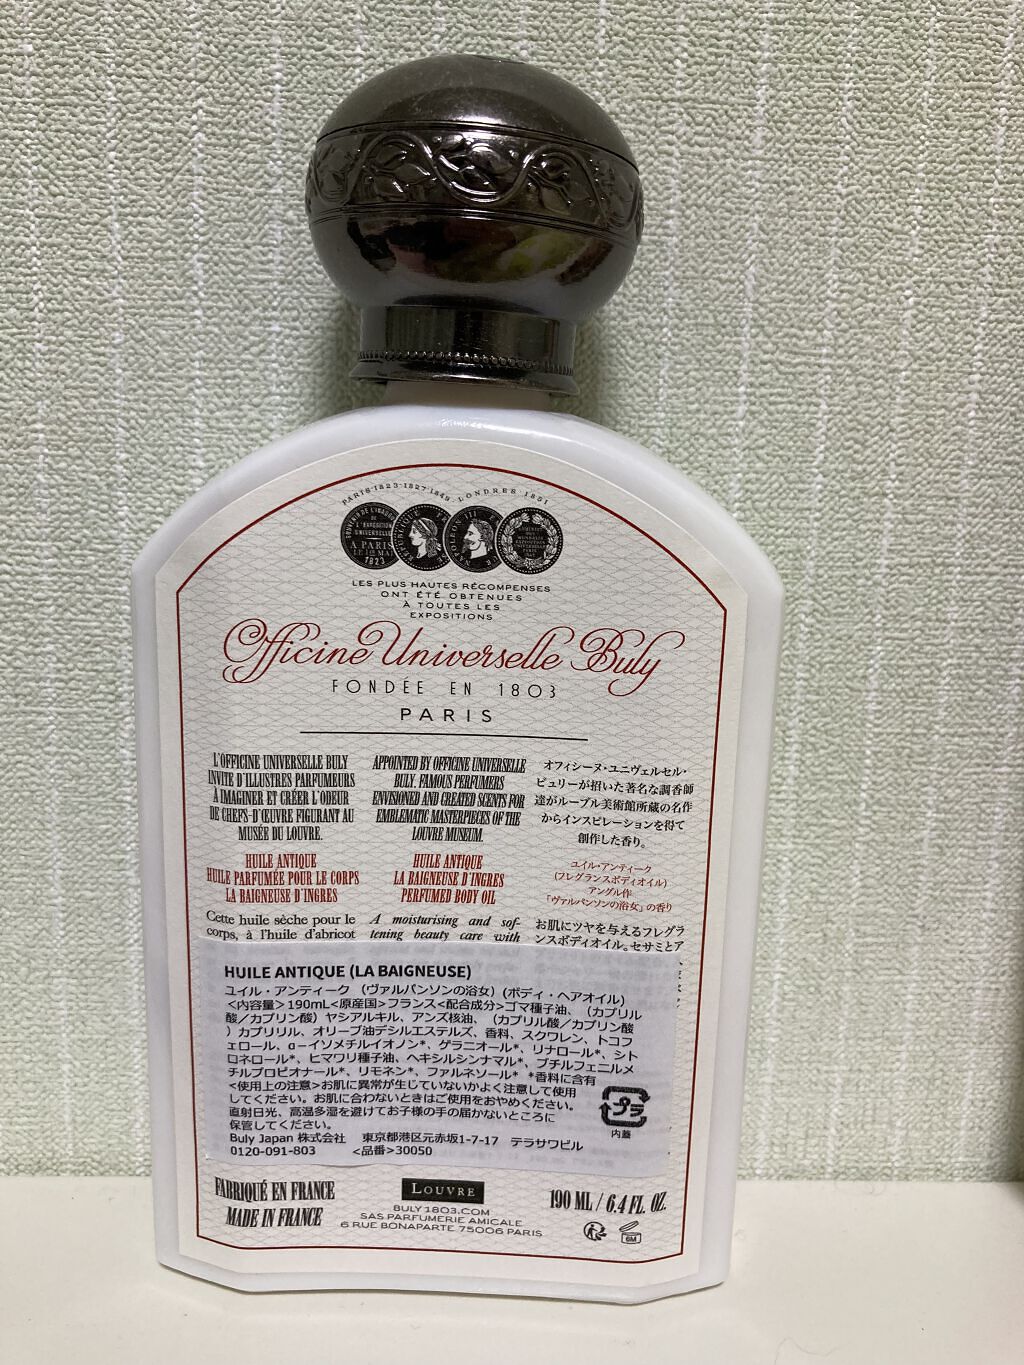 PARIS·1823·1827·1849. LONDRES 1851
A PARIS
1823
LES PLUS HAUTES RÉCOMPENSES
ONT ÉTÉ OBTENUES
À TOUTES LES
EXPOSITIONS
Officine Universelle Buly
FONDÉE EN 1803
PARIS
L'OFFICINE UNIVERSELLE BULY
INVITE D'ILLUSTRES PARFUMEURS
À IMAGINER ET CRÉER L'ODEUR
DE CHEFS-D'ŒUVRE FIGURANT AU
MUSÉE DU LOUVRE.
HUILE ANTIQUE
HUILE PARFUMÉE POUR LE CORPS
LA BAIGNEUSE D'INGRES
Cette huile sèche pour le
corps, à l'huile d'abricot
APPOINTED BY OFFICINE UNIVERSELLE
BULY, FAMOUS PERFUMERS
ENVISIONED AND CREATED SCENTS FOR
EMBLEMATIC MASTERPIECES OF THE
LOUVRE MUSEUM.
HUILE ANTIQUE
LA BAIGNEUSE D'INGRES
PERFUMED BODY OIL
A moisturising and sof-
tening beauty care with
オフィシーヌ・ユニヴェルセル・
ビュリーが招いた著名な調香師
達がルーブル美術館所蔵の名作
からインスピレーションを得て
創作した香り。
ユイル・アンティーク
(フレグランスボディオイル)
アングル作
「ヴァルパンソンの浴女」の香り
お肌にツヤを与えるフレグラ
ンスボディオイル。セサミとア
HUILE ANTIQUE (LA BAIGNEUSE)
ユイル・アンティーク （ヴァルパンソンの浴女）(ボディ・ヘアオイル)
<内容量>190mL<原産国>フランス<配合成分>ゴマ種子油、（カプリル
酸／カプリン酸）ヤシアルキル、アンズ核油、（カプリル酸／カプリン酸
）カプリリル、オリーブ油デシルエステルズ、香料、スクワレン、トコフ
ェロール、α－イソメチルイオノン*、ゲラニオール*、リナロール*、シト
ロネロール*、ヒマワリ種子油、ヘキシルシンナマル*、ブチルフェニルメ
チルプロピオナール*、リモネン*、ファルネソール* *香料に含有
<使用上の注意>お肌に異常が生じていないかよく注意して使用
してください。お肌に合わないときはご使用をおやめください。
直射日光、高温多湿を避けてお子様の手の届かないところに
保管してください。
Buly Japan 株式会社 東京都港区元赤坂1-7-17 テラサワビル
0120-091-803 <品番>30050
プラ
内蓋
FABRIQUÉ EN FRANCE
MADE IN FRANCE
LOUVRE
BULY1803.COM
SAS PARFUMERIE AMICALE
6 RUE BONAPARTE 75006 PARIS
190 ML / 6.4 FL. OZ.
6M